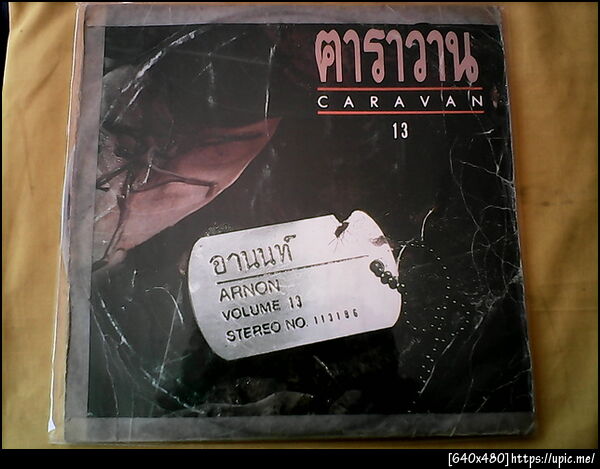 คาราวาน
CARAVAN
13
อานนท์
ARNON
VOLUME 13
STEREO NO. 113186
[640x480]https://upic.me/